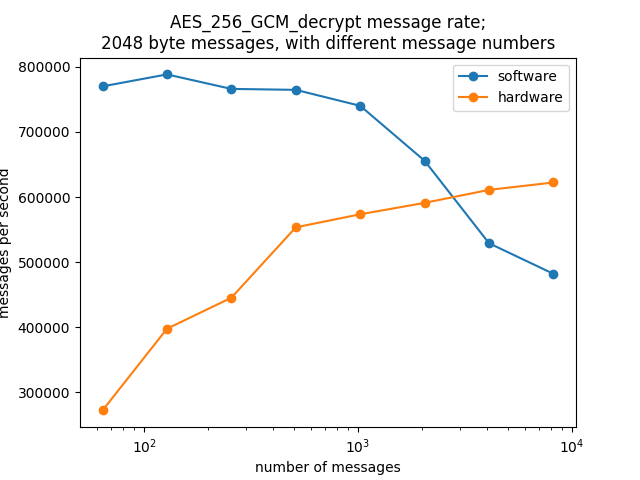 AES_256_GCM_decrypt message rate;
2048 byte messages, with different message numbers
software
hardware
800000
700000
600000
500000
400000
300000
messages per second
10²
10³
10⁴
number of messages